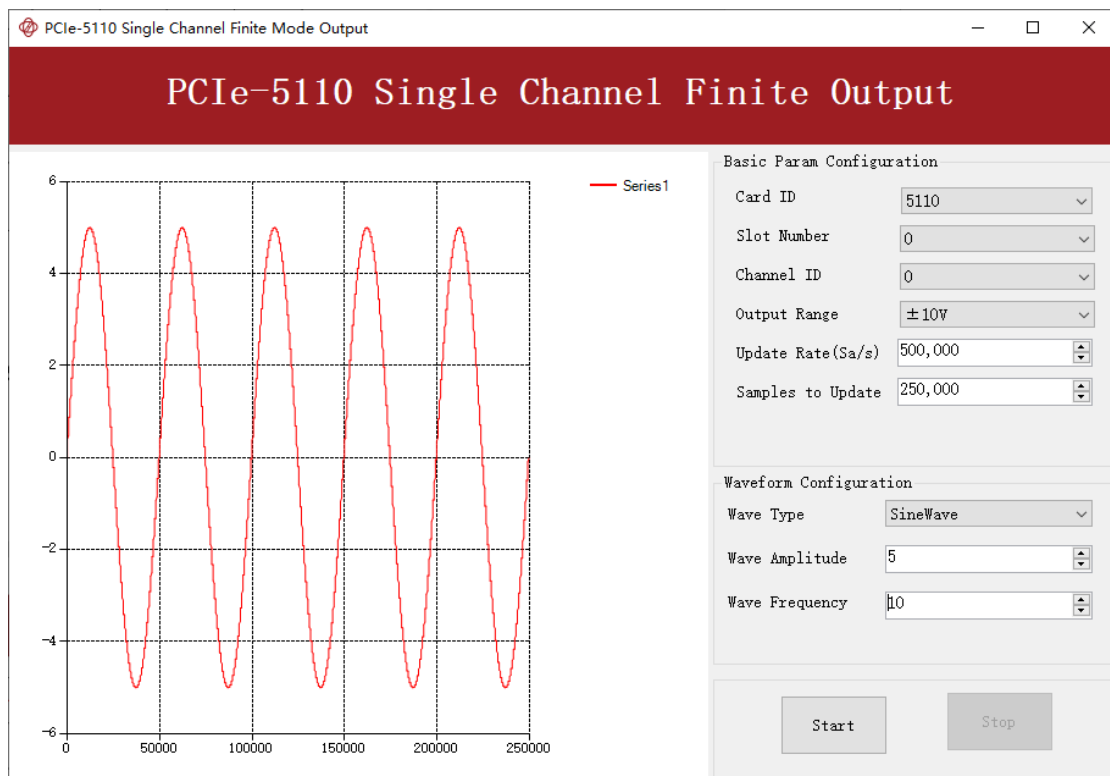 PCIe-5110 Single Channel Finite Mode Output
PCIe-5110 Single Channel Finite Output
6
4
2
0
-2
-4
-6
0
50000
100000
150000
200000
250000
Series1
Basic Param Configuration
Card ID
5110
Slot Number
0
Channel ID
0
Output Range
±10V
Update Rate(Sa/s)
500,000
Samples to Update
250,000
Waveform Configuration
Wave Type
SineWave
Wave Amplitude
5
Wave Frequency
10
Start
Stop